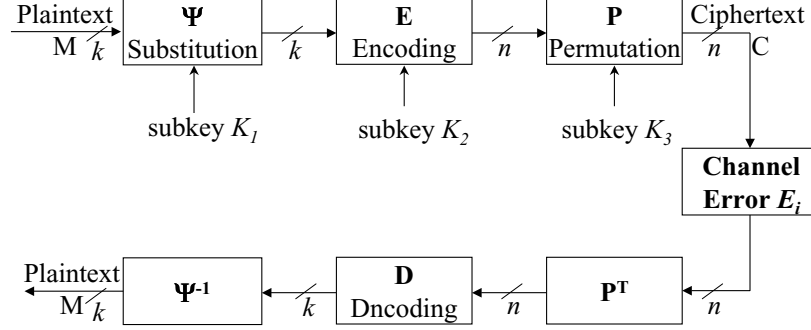 Plaintext
M k
Ψ
Substitution
subkey K1
k
E
Encoding
subkey K2
n
P
Permutation
subkey K3
Ciphertext
n C
Channel
Error Ei
n
Pᵀ
n
D
Dncoding
k
Ψ-1
Plaintext
M k